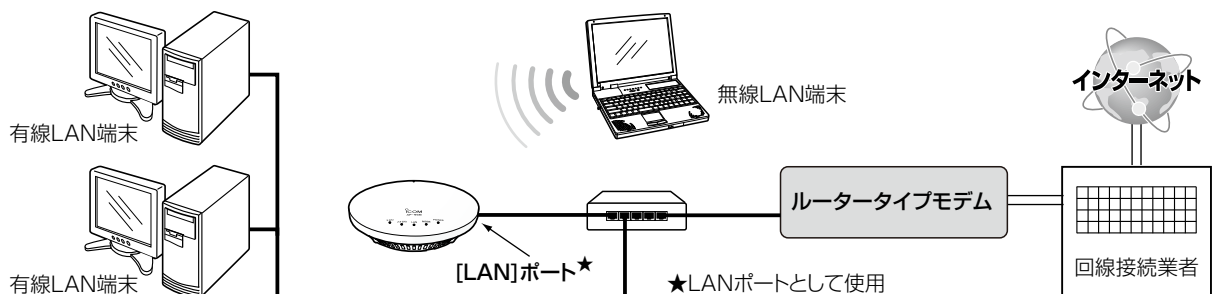 有線LAN端末
無線LAN端末
インターネット
有線LAN端末
ICOM
[LAN]ポート★
ルータータイプモデム
★LANポートとして使用
回線接続業者